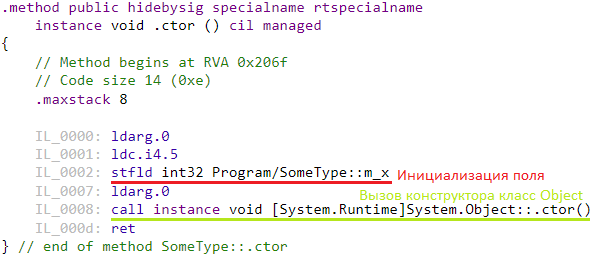 .method public hidebysig specialname rtspecialname
instance void .ctor () cil managed
{
// Method begins at RVA 0x206f
// Code size 14 (0xe)
.maxstack 8
IL_0000: ldarg.0
IL_0001: ldc.i4.5
IL_0002: stfld int32 Program/SomeType::m_x Инициализация поля
IL_0007: ldarg.0
Вызов конструктора класс Object
IL_0008: call instance void [System.Runtime]System.Object::.ctor()
IL_000d: ret
} // end of method SomeType::.ctor